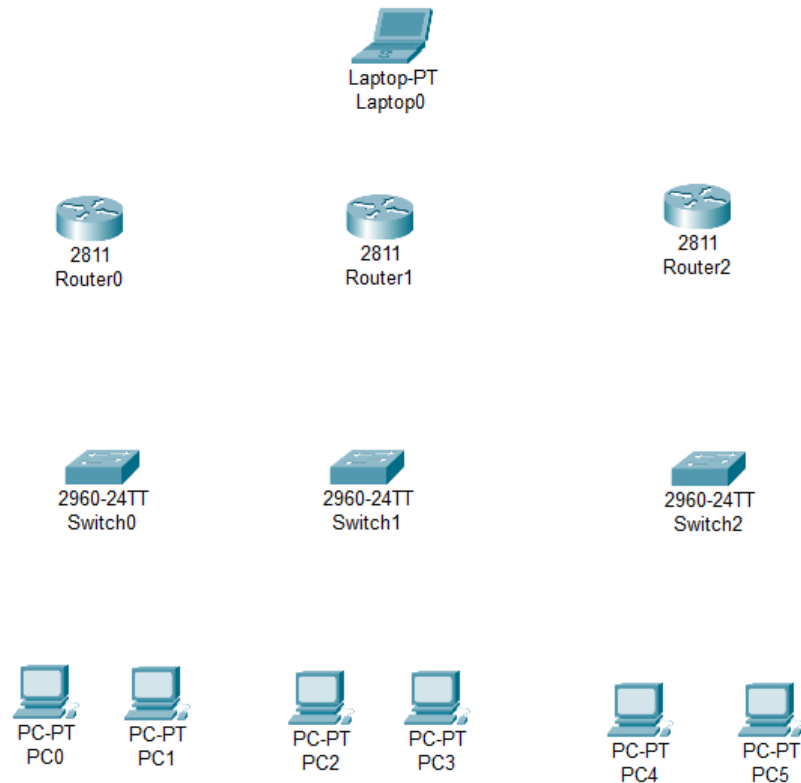 Laptop-PT
Laptop0
2811
Router0
2811
Router1
2811
Router2
2960-24TT
Switch0
2960-24TT
Switch1
2960-24TT
Switch2
PC-PT
PC0
PC-PT
PC1
PC-PT
PC2
PC-PT
PC3
PC-PT
PC4
PC-PT
PC5